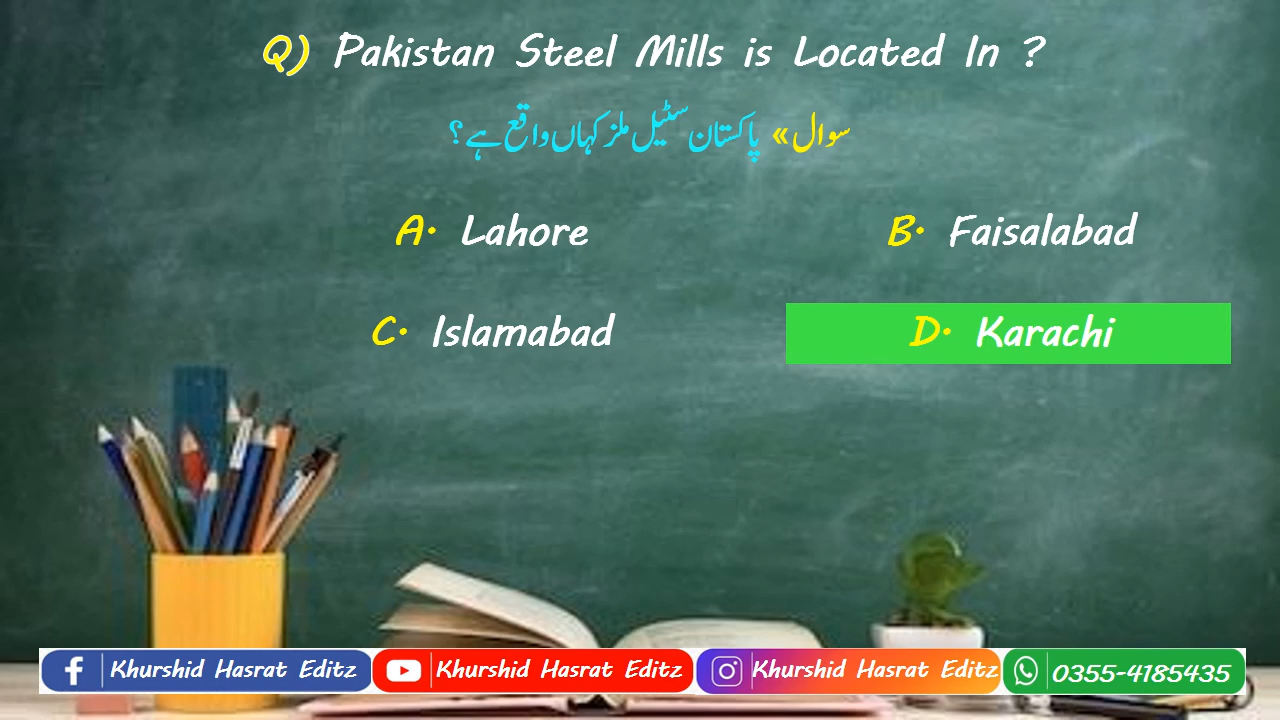 Q) Pakistan Steel Mills is Located In ?
سوال » پاکستان سٹیل ملز کہاں واقع ہے؟
A. Lahore
B. Faisalabad
C. Islamabad
D. Karachi
Khurshid Hasrat Editz Khurshid Hasrat Editz Khurshid Hasrat Editz 0355-4185435